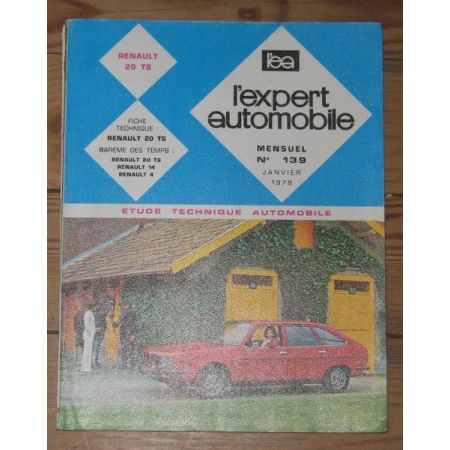 RENAULT
20 TS
l'ea
l'expert
automobile
FICHE
TECHNIQUE
RENAULT 20 TS
BAREME DES TEMPS :
RENAULT 20 TS
RENAULT 14
RENAULT 4
MENSUEL
N° 139
JANVIER
1978
ETUDE TECHNIQUE AUTOMOBILE